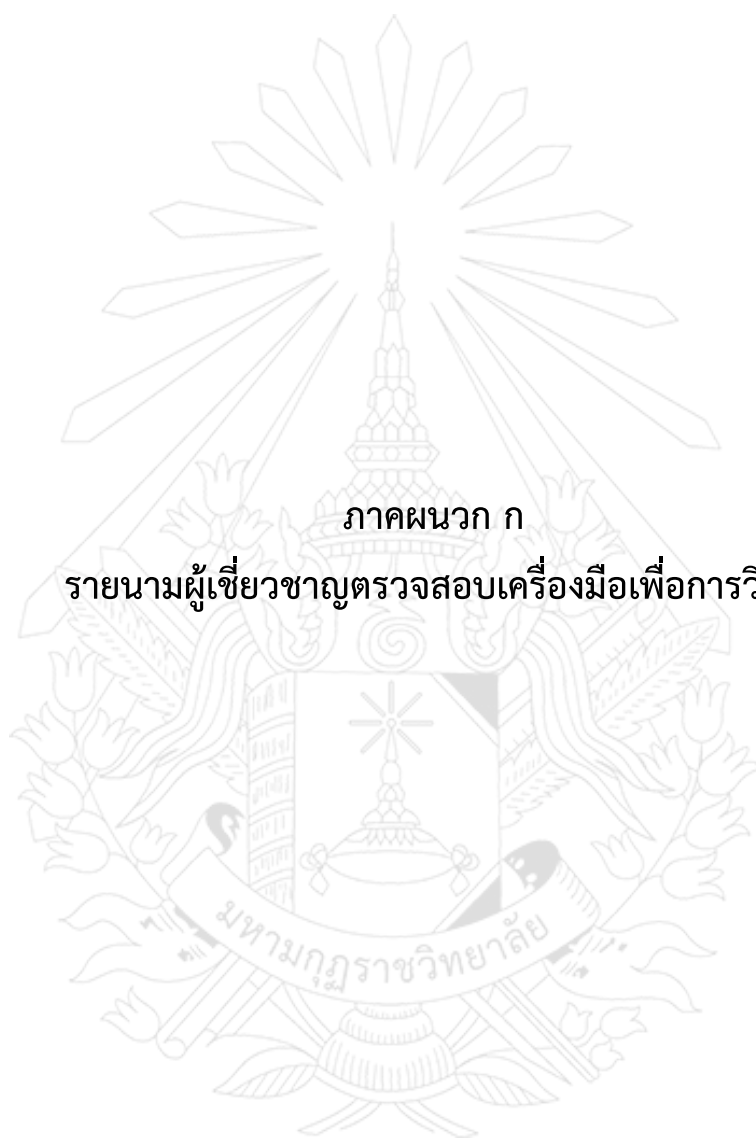 ภาคผนวก ก
รายนามผู้เชี่ยวชาญตรวจสอบเครื่องมือเพื่อการวิ
มหามกุฏราชวิทยาลัย